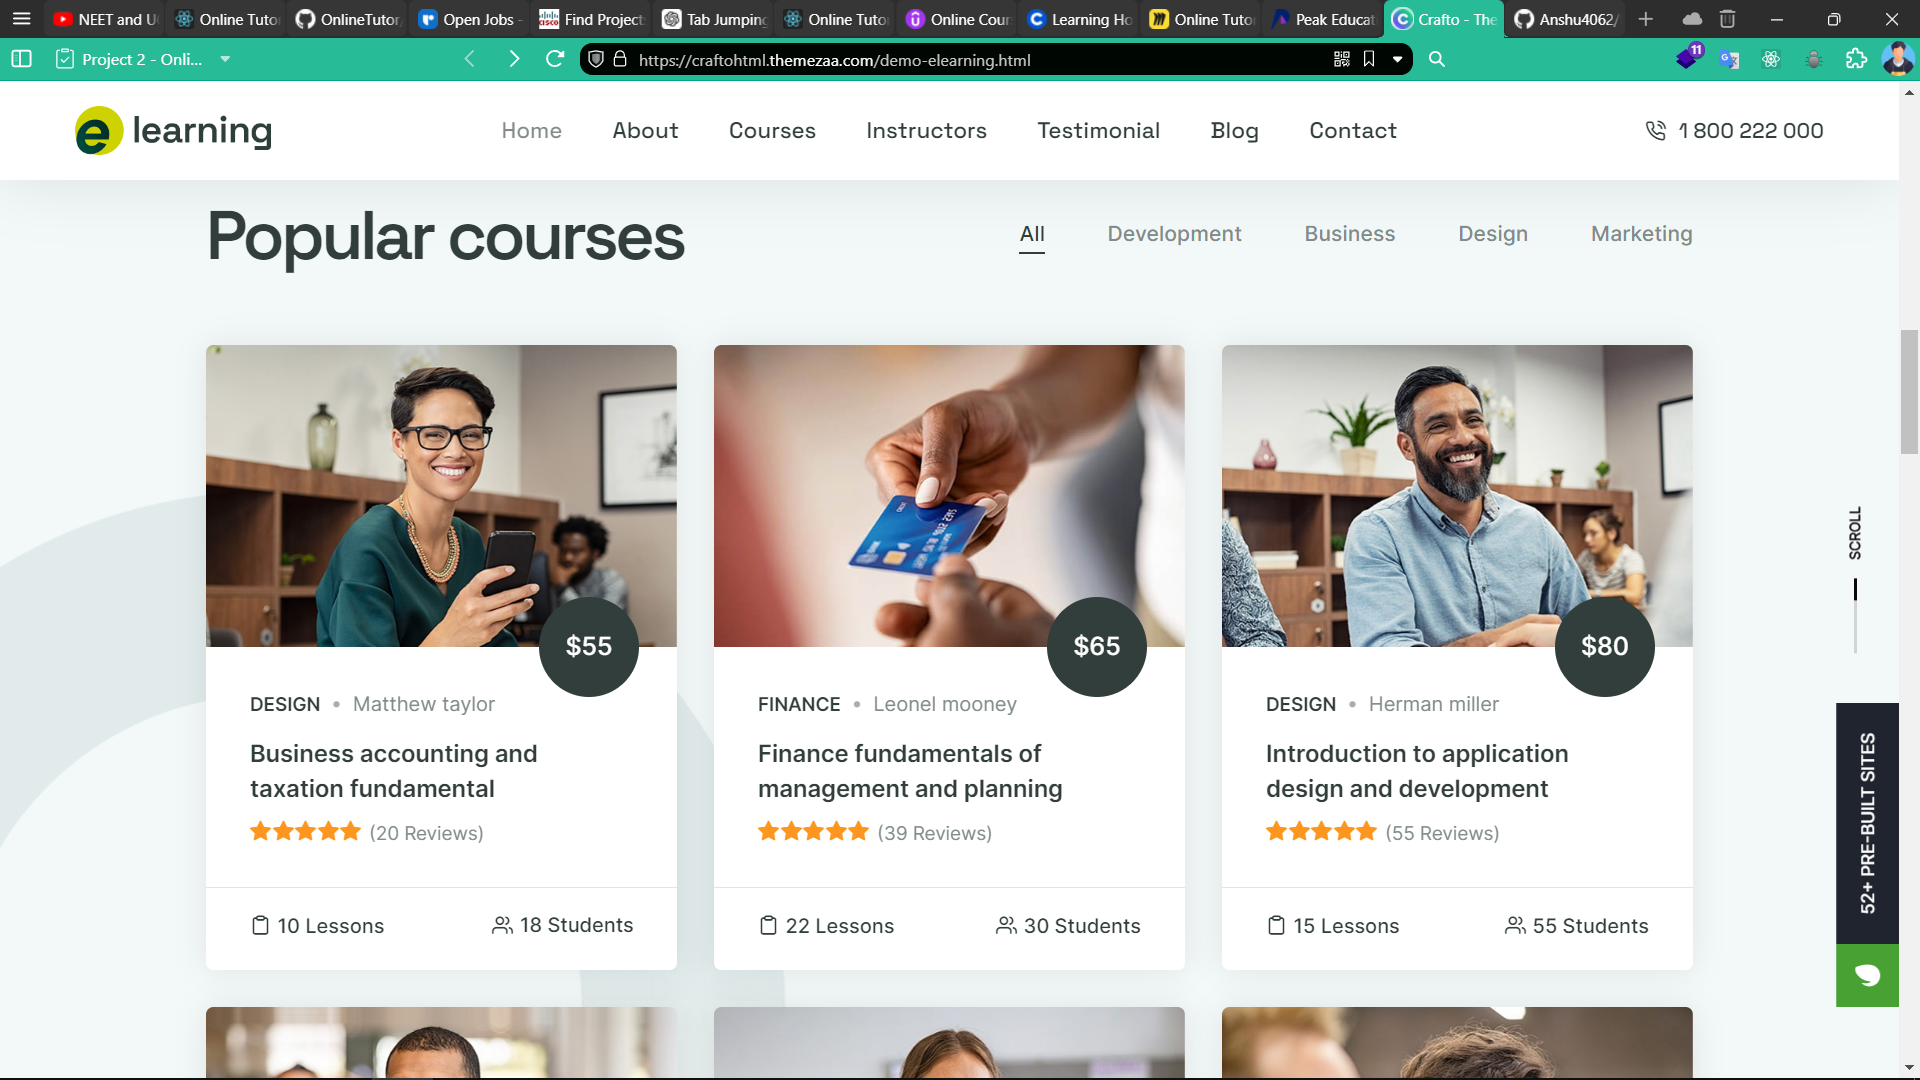 NEET and U
Online Tuto
OnlineTutor
Open Jobs -
Find Project
Tab Jumping
Online Tuto
Online Cour
Learning Ho
Online Tuto
Peak Educat
Crafto - The
Anshu4062/
Project 2 - Onli...
https://craftohtml.themezaa.com/demo-elearning.html
11
e learning
Home
About
Courses
Instructors
Testimonial
Blog
Contact
1 800 222 000
Popular courses
All
Development
Business
Design
Marketing
$55
$65
$80
DESIGN • Matthew taylor
Business accounting and
taxation fundamental
(20 Reviews)
10 Lessons
18 Students
FINANCE • Leonel mooney
Finance fundamentals of
management and planning
(39 Reviews)
22 Lessons
30 Students
DESIGN • Herman miller
Introduction to application
design and development
(55 Reviews)
15 Lessons
55 Students
SCROLL
52+ PRE-BUILT SITES